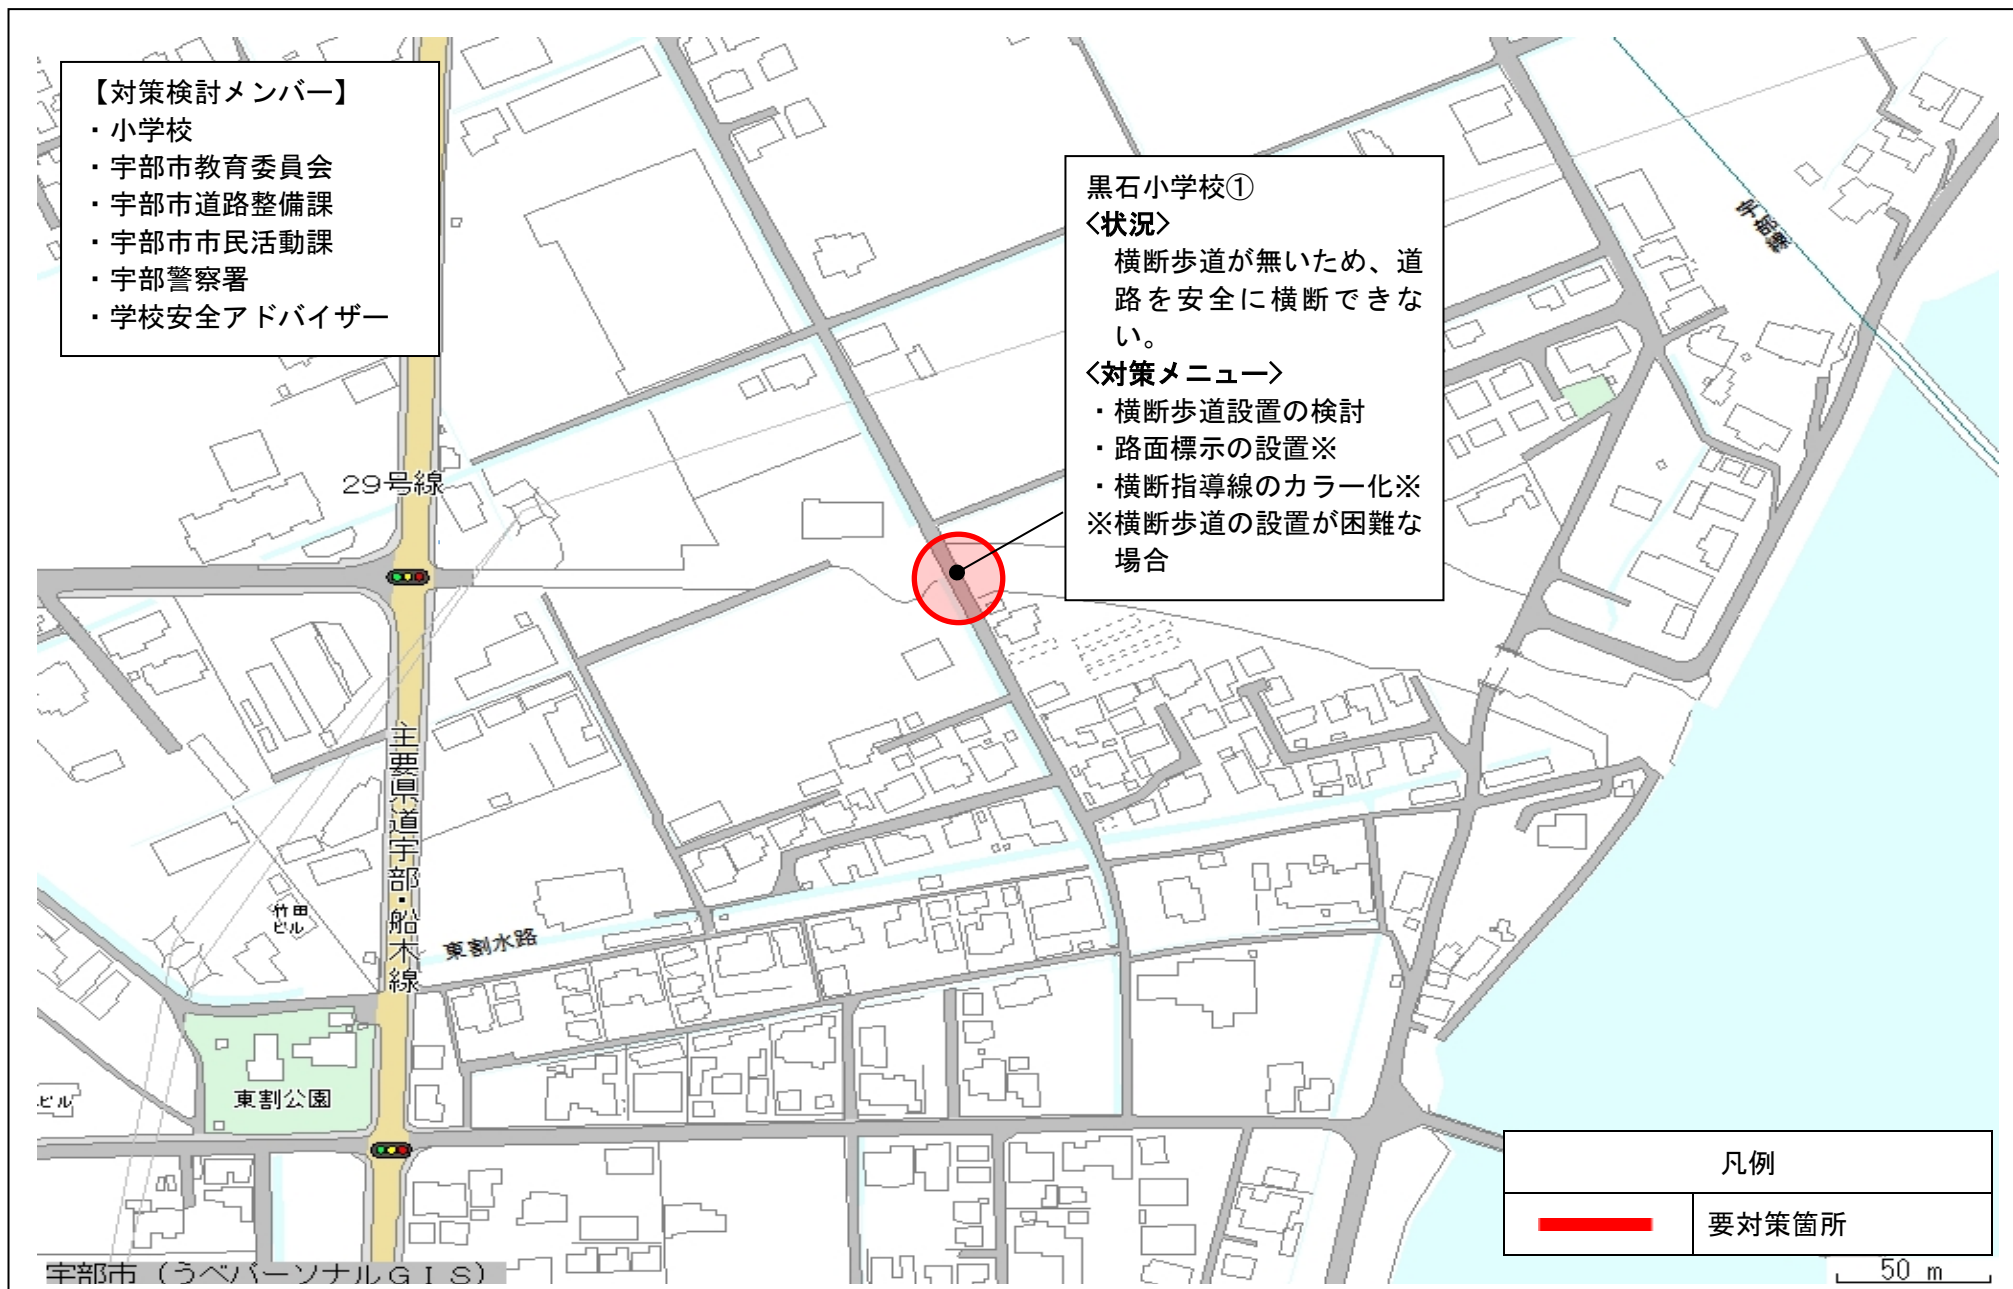 【対策検討メンバー】
・小学校
・宇部市教育委員会
・宇部市道路整備課
・宇部市市民活動課
・宇部警察署
・学校安全アドバイザー
黒石小学校①
<状況>
横断歩道が無いため、道
路を安全に横断できな
い。
<対策メニュー>
・横断歩道設置の検討
・路面標示の設置※
・横断指導線のカラー化※
※横断歩道の設置が困難な
場合
宇部線
29号線
主要県道宇部・船木線
竹田
ビル
東割水路
東割公園
ビル
凡例
要対策箇所
50 m
宇部市（うべパーソナルＧＩＳ）